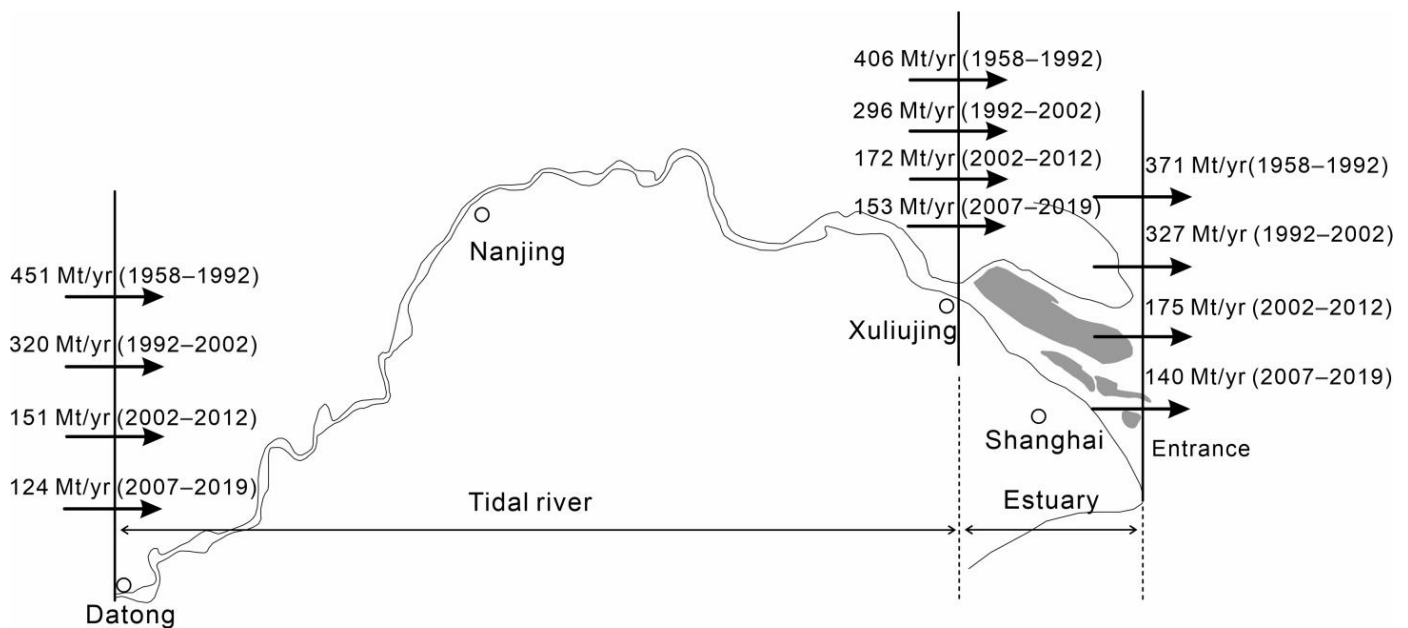 406 Mt/yr (1958–1992)
296 Mt/yr (1992–2002)
172 Mt/yr (2002–2012)
153 Mt/yr (2007–2019)
371 Mt/yr(1958–1992)
327 Mt/yr (1992–2002)
175 Mt/yr (2002–2012)
140 Mt/yr (2007–2019)
451 Mt/yr (1958–1992)
320 Mt/yr (1992–2002)
151 Mt/yr (2002–2012)
124 Mt/yr (2007–2019)
Nanjing
Xuliujing
Shanghai
Entrance
Tidal river
Estuary
Datong